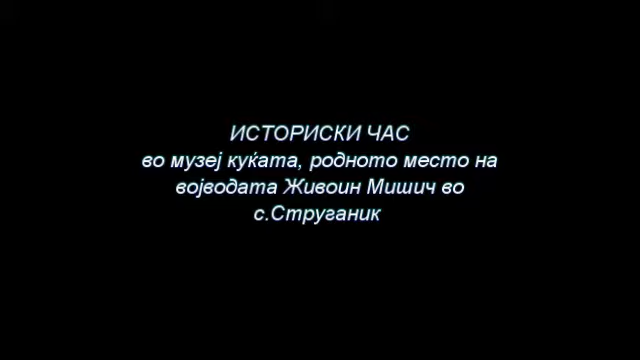 ИСТОРИСКИ ЧАС
во музеј куќата, родното место на
војводата Живоин Мишич во
с.Струганик